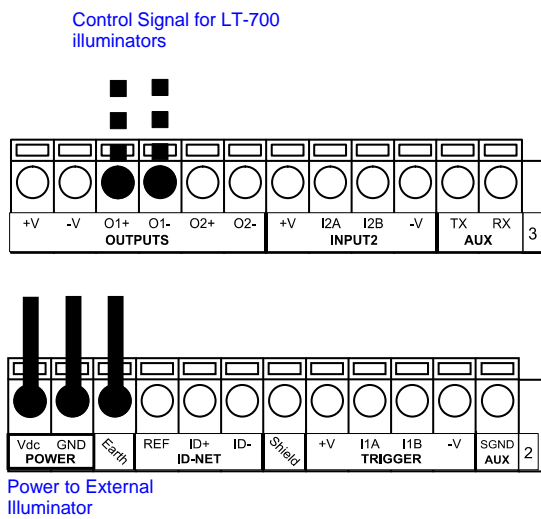 Control Signal for LT-700
illuminators
+V -V O1+ O1- O2+ O2- +V I2A I2B -V TX RX
OUTPUTS INPUT2 AUX 3
Vdc GND Earth REF ID+ ID- Shield +V I1A I1B -V SGND
POWER ID-NET TRIGGER AUX 2
Power to External
Illuminator